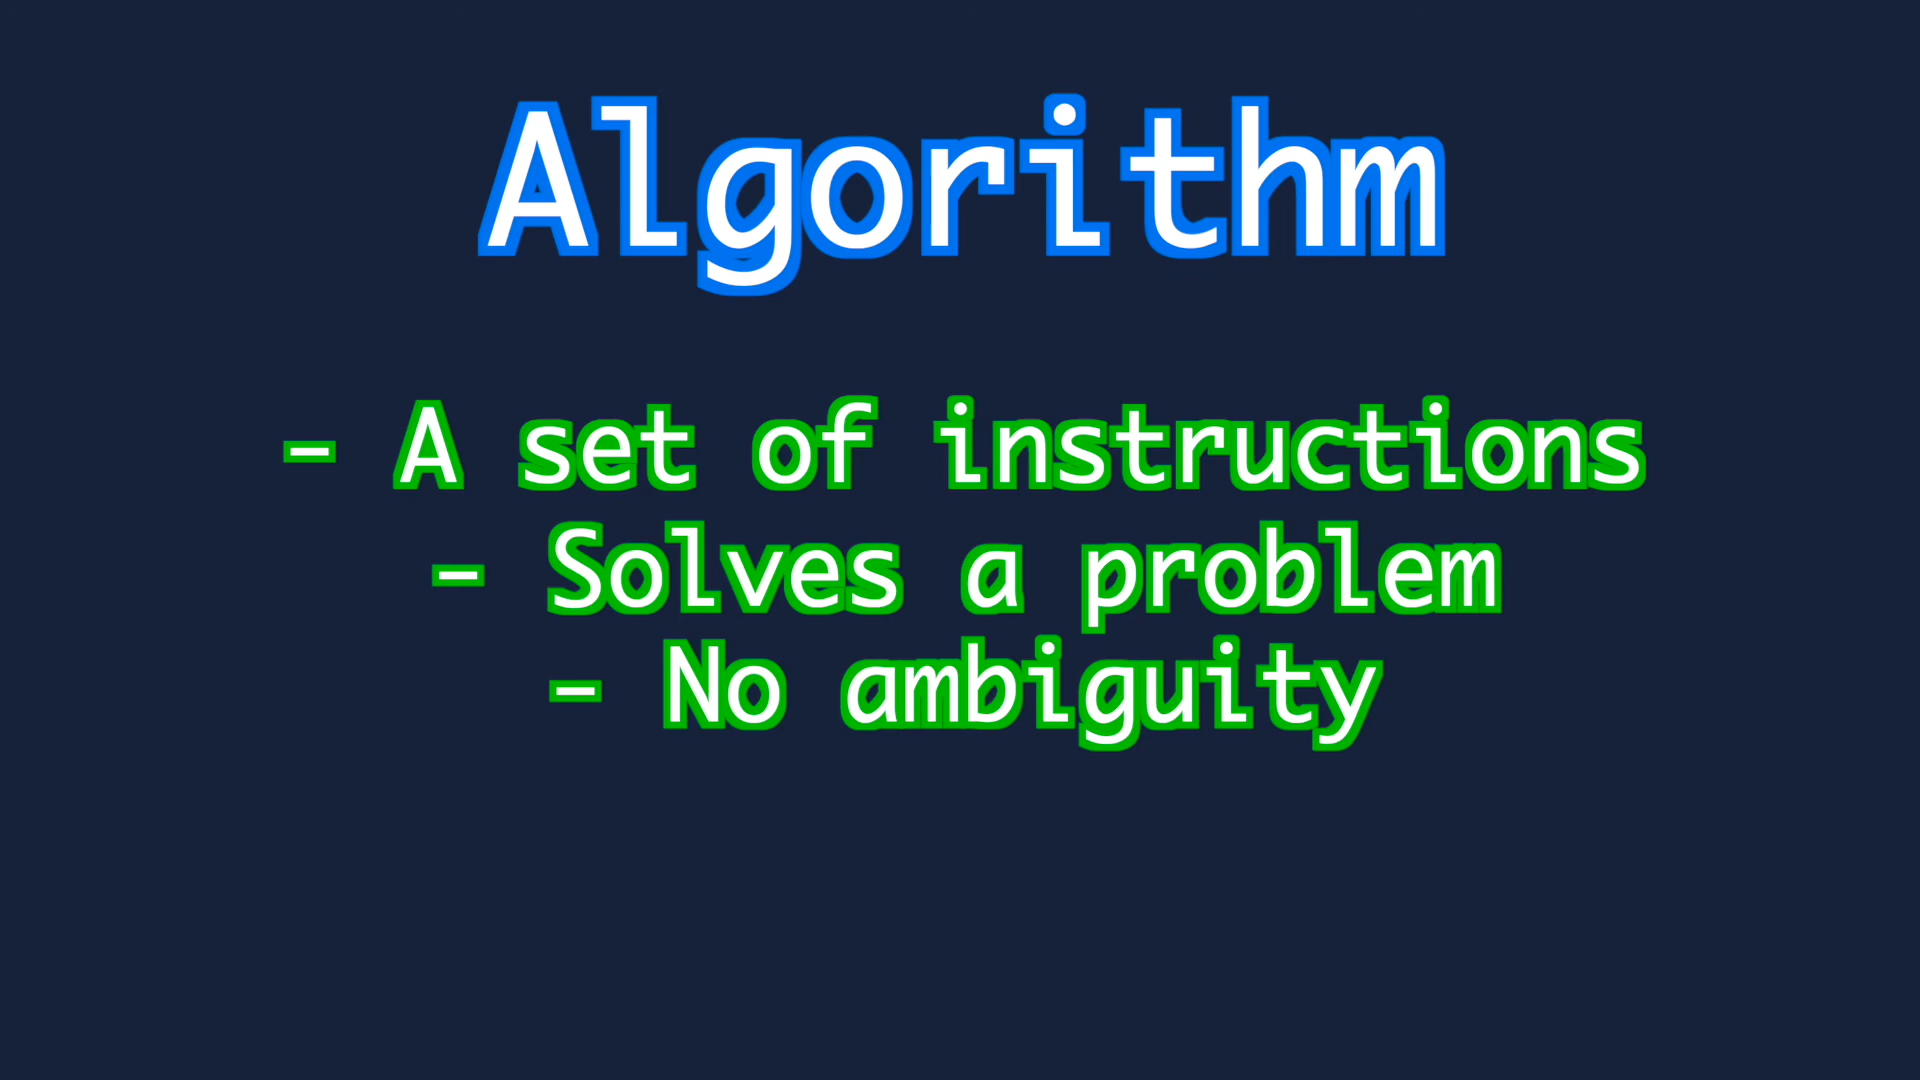 Algorithm
- A set of instructions
- Solves a problem
- No ambiguity